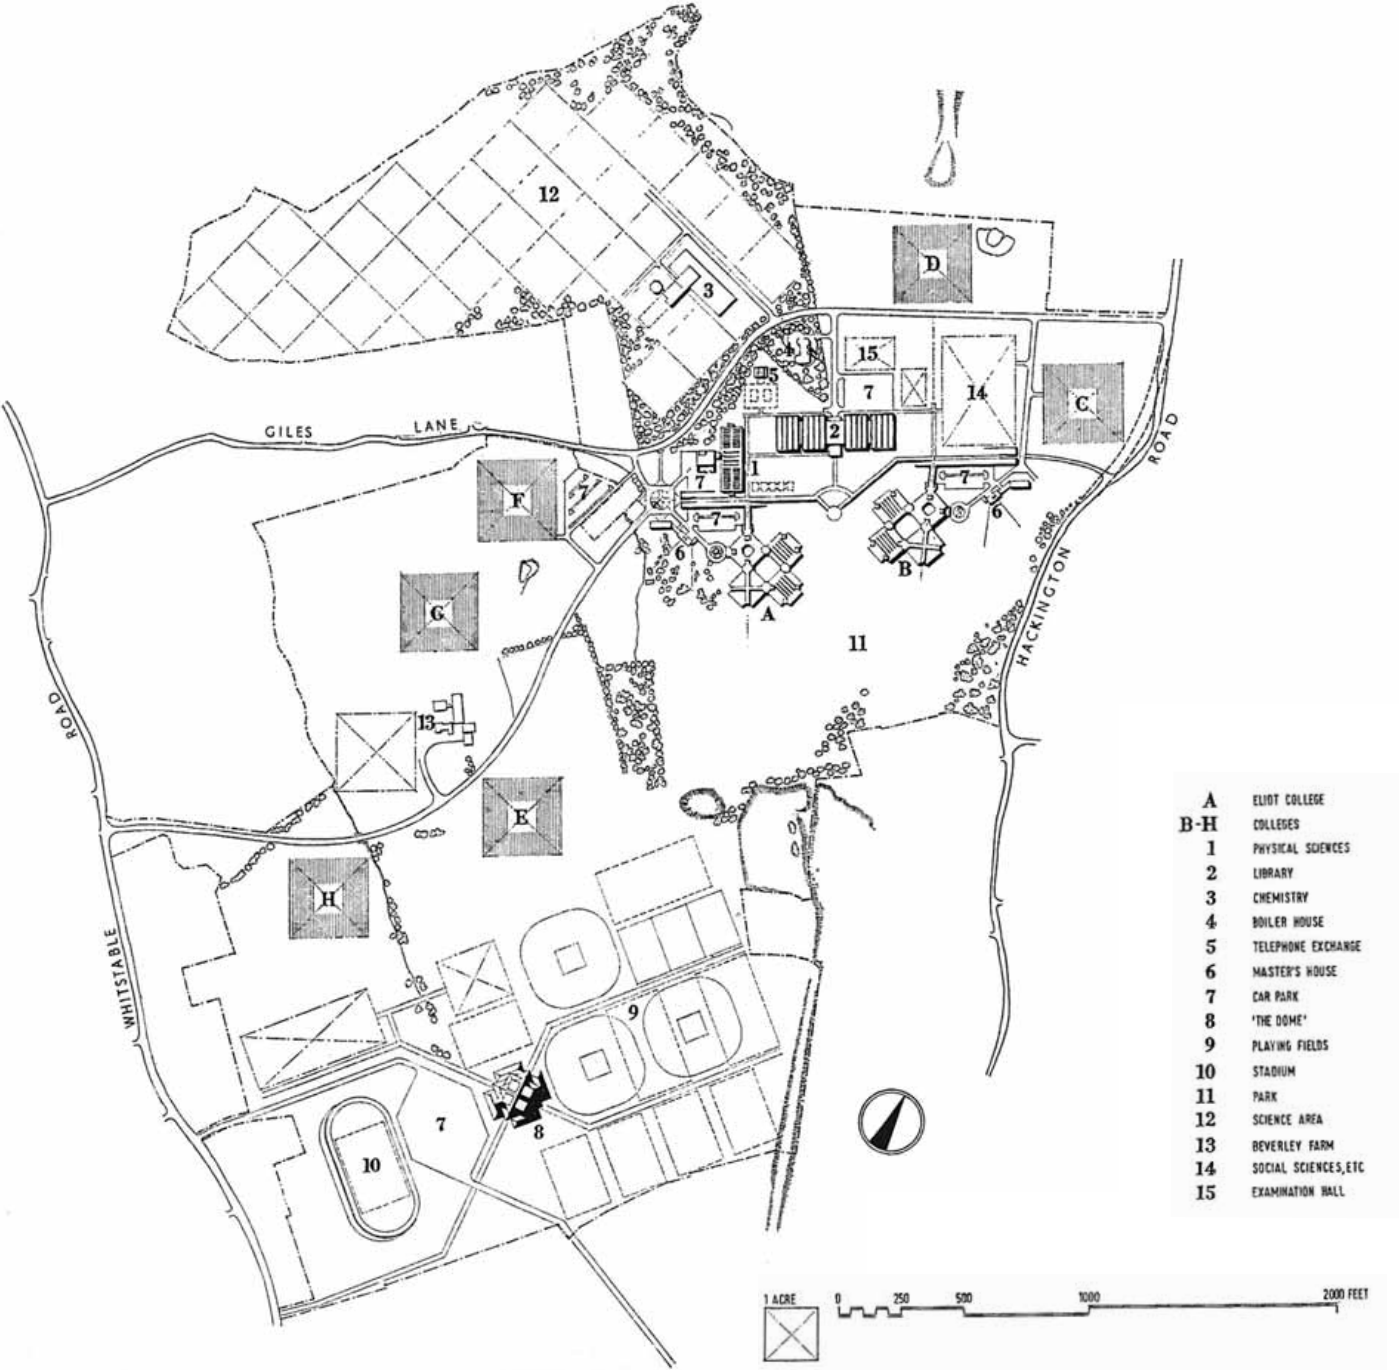 12
D
3
4
15
5
7
14
C
GILES LANE
2
ROAD
F
7
7
1
7
7
6
6
B
A
G
11
HACKINGTON
ROAD
13
E
H
WHITSTABLE
9
7
8
10
A ELIOT COLLEGE
B-H COLLEGES
1 PHYSICAL SCIENCES
2 LIBRARY
3 CHEMISTRY
4 BOILER HOUSE
5 TELEPHONE EXCHANGE
6 MASTER'S HOUSE
7 CAR PARK
8 'THE DOME'
9 PLAYING FIELDS
10 STADIUM
11 PARK
12 SCIENCE AREA
13 BEVERLEY FARM
14 SOCIAL SCIENCES, ETC
15 EXAMINATION HALL
1 ACRE
0 250 500 1000 2000 FEET